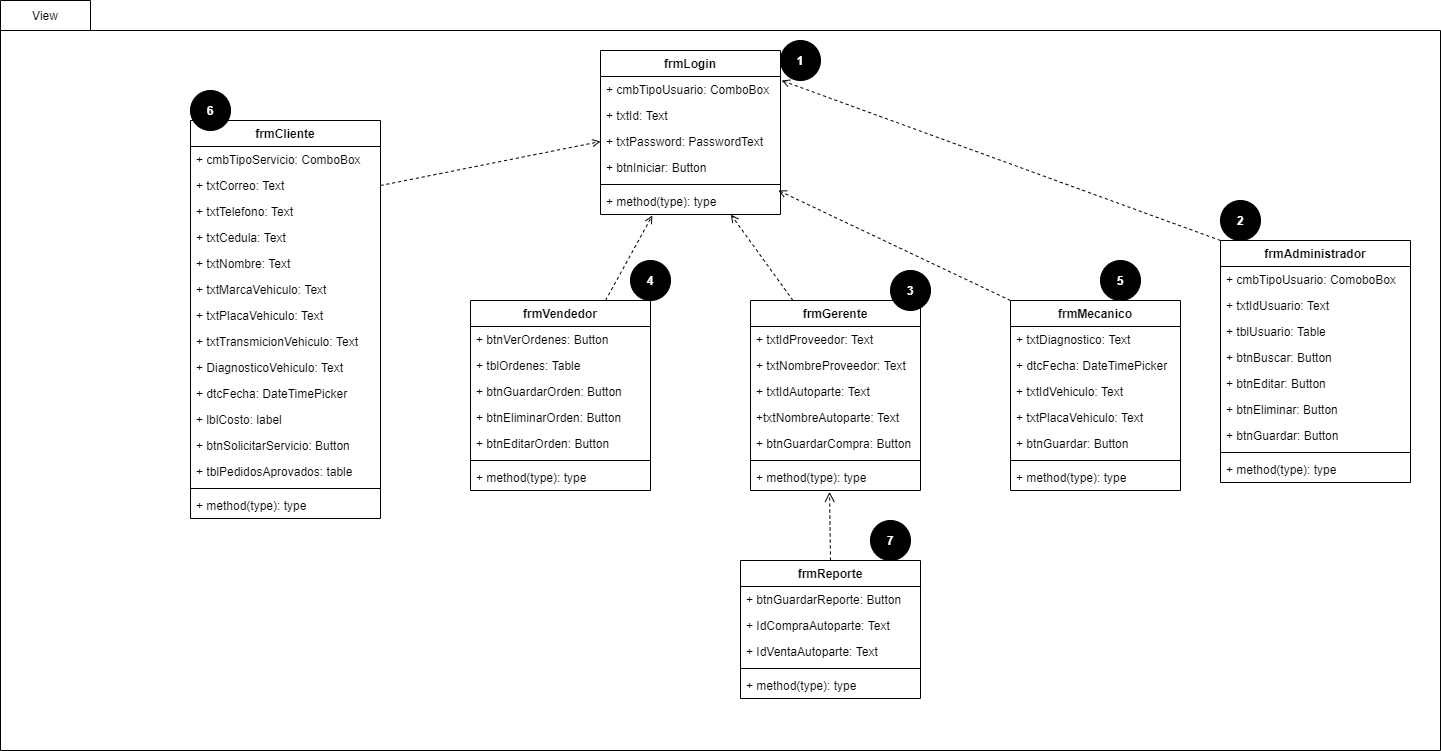 View
1
frmLogin
+ cmbTipoUsuario: ComboBox
+ txtId: Text
+ txtPassword: PasswordText
+ btnIniciar: Button
+ method(type): type
6
frmCliente
+ cmbTipoServicio: ComboBox
+ txtCorreo: Text
+ txtTelefono: Text
+ txtCedula: Text
+ txtNombre: Text
+ txtMarcaVehiculo: Text
+ txtPlacaVehiculo: Text
+ txtTransmicionVehiculo: Text
+ DiagnosticoVehiculo: Text
+ dtcFecha: DateTimePicker
+ lblCosto: label
+ btnSolicitarServicio: Button
+ tblPedidosAprovados: table
+ method(type): type
4
frmVendedor
+ btnVerOrdenes: Button
+ tblOrdenes: Table
+ btnGuardarOrden: Button
+ btnEliminarOrden: Button
+ btnEditarOrden: Button
+ method(type): type
3
frmGerente
+ txtIdProveedor: Text
+ txtNombreProveedor: Text
+ txtIdAutoparte: Text
+txtNombreAutoparte: Text
+ btnGuardarCompra: Button
+ method(type): type
5
frmMecanico
+ txtDiagnostico: Text
+ dtcFecha: DateTimePicker
+ txtIdVehiculo: Text
+ txtPlacaVehiculo: Text
+ btnGuardar: Button
+ method(type): type
2
frmAdministrador
+ cmbTipoUsuario: ComoboBox
+ txtIdUsuario: Text
+ tblUsuario: Table
+ btnBuscar: Button
+ btnEditar: Button
+ btnEliminar: Button
+ btnGuardar: Button
+ method(type): type
7
frmReporte
+ btnGuardarReporte: Button
+ IdCompraAutoparte: Text
+ IdVentaAutoparte: Text
+ method(type): type